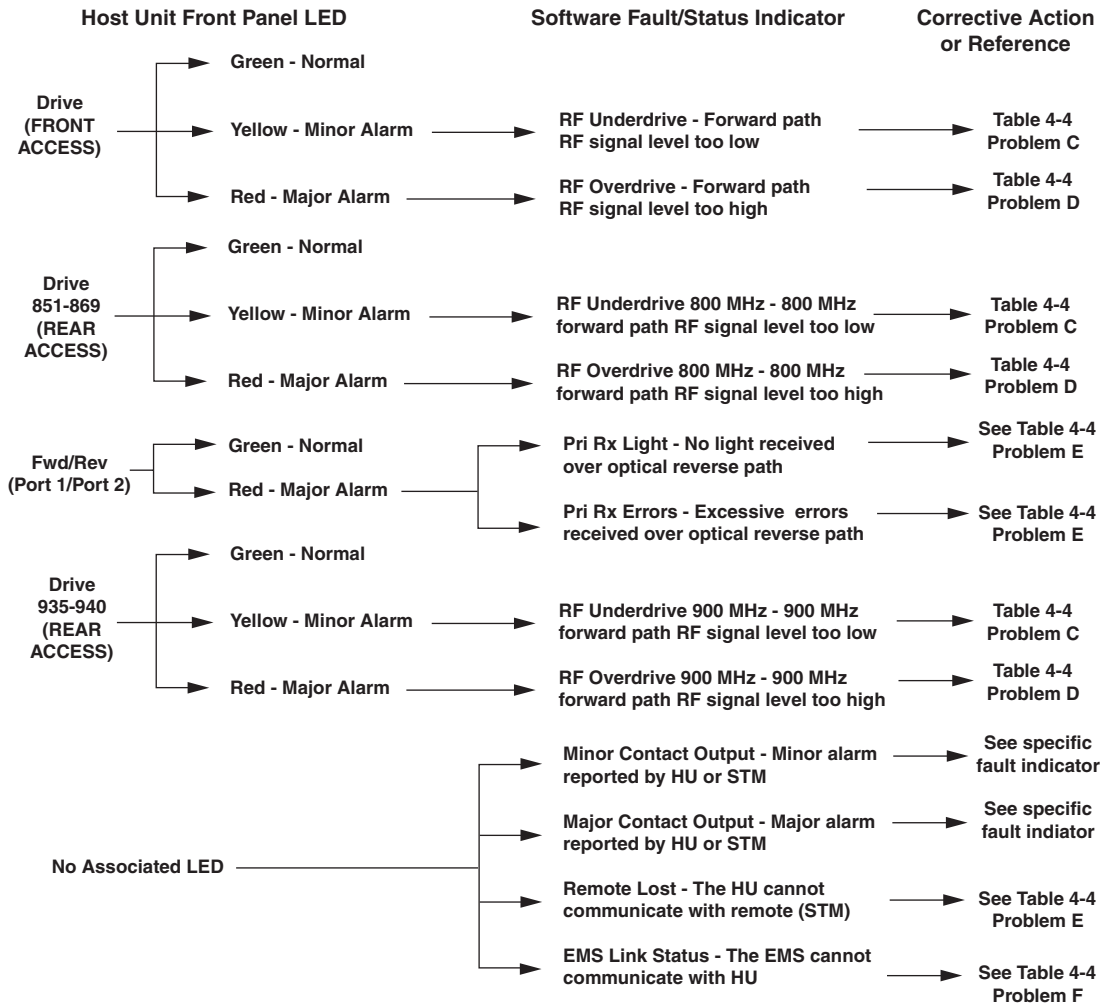 Host Unit Front Panel LED
Software Fault/Status Indicator
Corrective Action
or Reference
Drive
(FRONT
ACCESS)
Green - Normal
Yellow - Minor Alarm
RF Underdrive - Forward path
RF signal level too low
Table 4-4
Problem C
Red - Major Alarm
RF Overdrive - Forward path
RF signal level too high
Table 4-4
Problem D
Drive
851-869
(REAR
ACCESS)
Green - Normal
Yellow - Minor Alarm
RF Underdrive 800 MHz - 800 MHz
forward path RF signal level too low
Table 4-4
Problem C
Red - Major Alarm
RF Overdrive 800 MHz - 800 MHz
forward path RF signal level too high
Table 4-4
Problem D
Fwd/Rev
(Port 1/Port 2)
Green - Normal
Red - Major Alarm
Pri Rx Light - No light received
over optical reverse path
See Table 4-4
Problem E
Pri Rx Errors - Excessive  errors
received over optical reverse path
See Table 4-4
Problem E
Drive
935-940
(REAR
ACCESS)
Green - Normal
Yellow - Minor Alarm
RF Underdrive 900 MHz - 900 MHz
forward path RF signal level too low
Table 4-4
Problem C
Red - Major Alarm
RF Overdrive 900 MHz - 900 MHz
forward path RF signal level too high
Table 4-4
Problem D
No Associated LED
Minor Contact Output - Minor alarm
reported by HU or STM
See specific
fault indicator
Major Contact Output - Major alarm
reported by HU or STM
See specific
fault indiator
Remote Lost - The HU cannot
communicate with remote (STM)
See Table 4-4
Problem E
EMS Link Status - The EMS cannot
communicate with HU
See Table 4-4
Problem F